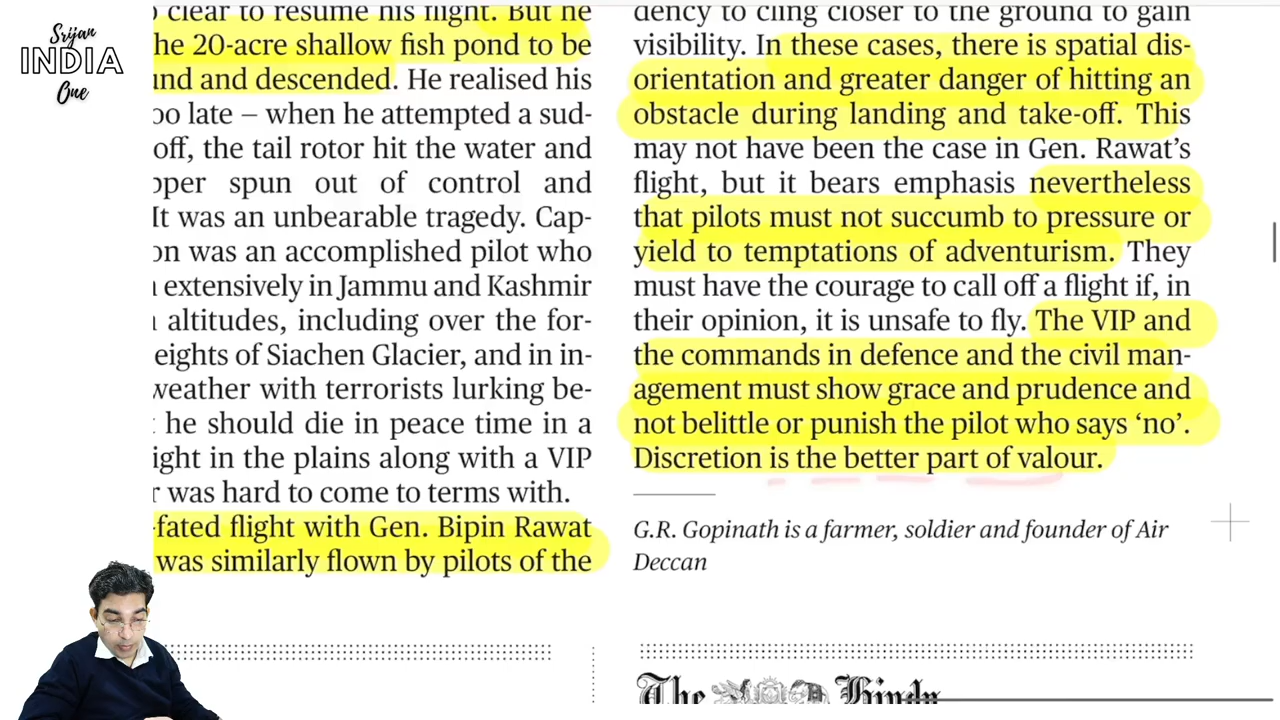 Srijan
INDIA
One
clear to resume his flight. But he
he 20-acre shallow fish pond to be
and descended. He realised his
late – when he attempted a sud-
off, the tail rotor hit the water and
spun out of control and
It was an unbearable tragedy. Cap-
was an accomplished pilot who
extensively in Jammu and Kashmir
altitudes, including over the for-
eights of Siachen Glacier, and in in-
weather with terrorists lurking be-
he should die in peace time in a
ight in the plains along with a VIP
r was hard to come to terms with.
-fated flight with Gen. Bipin Rawat
was similarly flown by pilots of the
dency to cling closer to the ground to gain
visibility. In these cases, there is spatial dis-
orientation and greater danger of hitting an
obstacle during landing and take-off. This
may not have been the case in Gen. Rawat’s
flight, but it bears emphasis nevertheless
that pilots must not succumb to pressure or
yield to temptations of adventurism. They
must have the courage to call off a flight if, in
their opinion, it is unsafe to fly. The VIP and
the commands in defence and the civil man-
agement must show grace and prudence and
not belittle or punish the pilot who says ‘no’.
Discretion is the better part of valour.
G.R. Gopinath is a farmer, soldier and founder of Air
Deccan
The Hindu